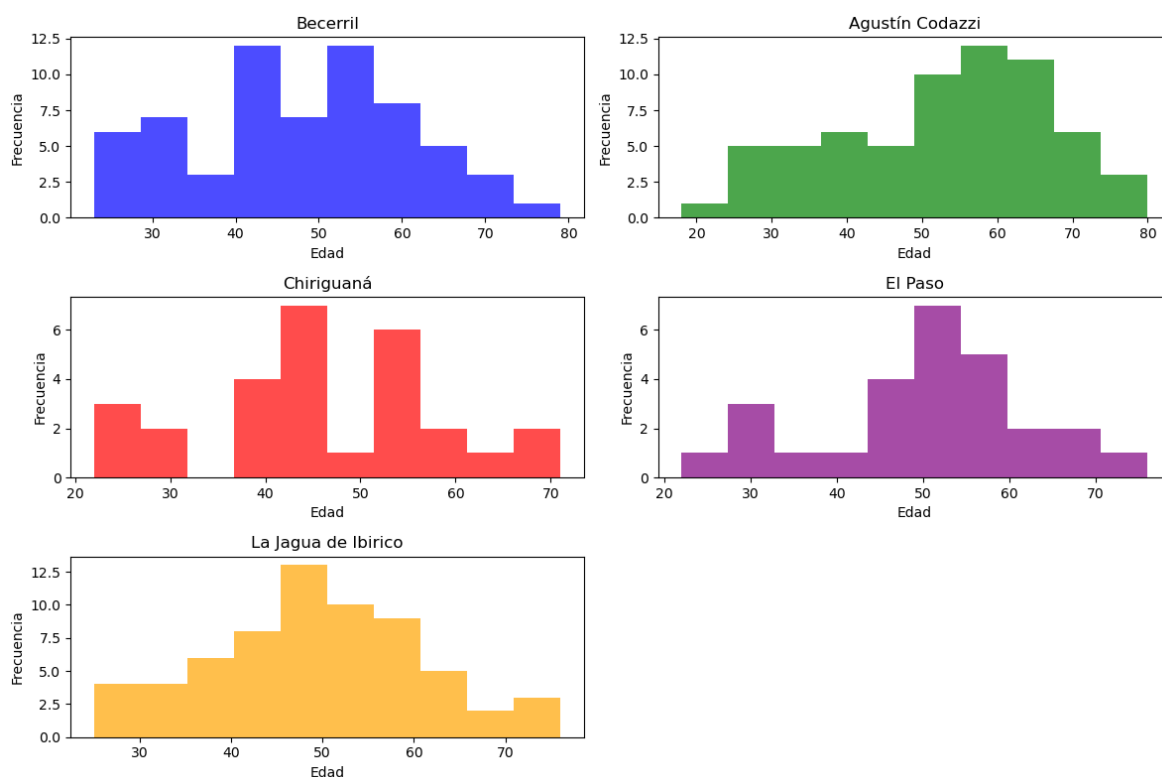 Becerril
12.5
10.0
7.5
5.0
2.5
0.0
Frecuencia
30 40 50 60 70 80
Edad
Agustín Codazzi
12.5
10.0
7.5
5.0
2.5
0.0
Frecuencia
20 30 40 50 60 70 80
Edad
Chiriguaná
6
4
2
0
Frecuencia
20 30 40 50 60 70
Edad
El Paso
6
4
2
0
Frecuencia
20 30 40 50 60 70
Edad
La Jagua de Ibirico
12.5
10.0
7.5
5.0
2.5
0.0
Frecuencia
30 40 50 60 70
Edad